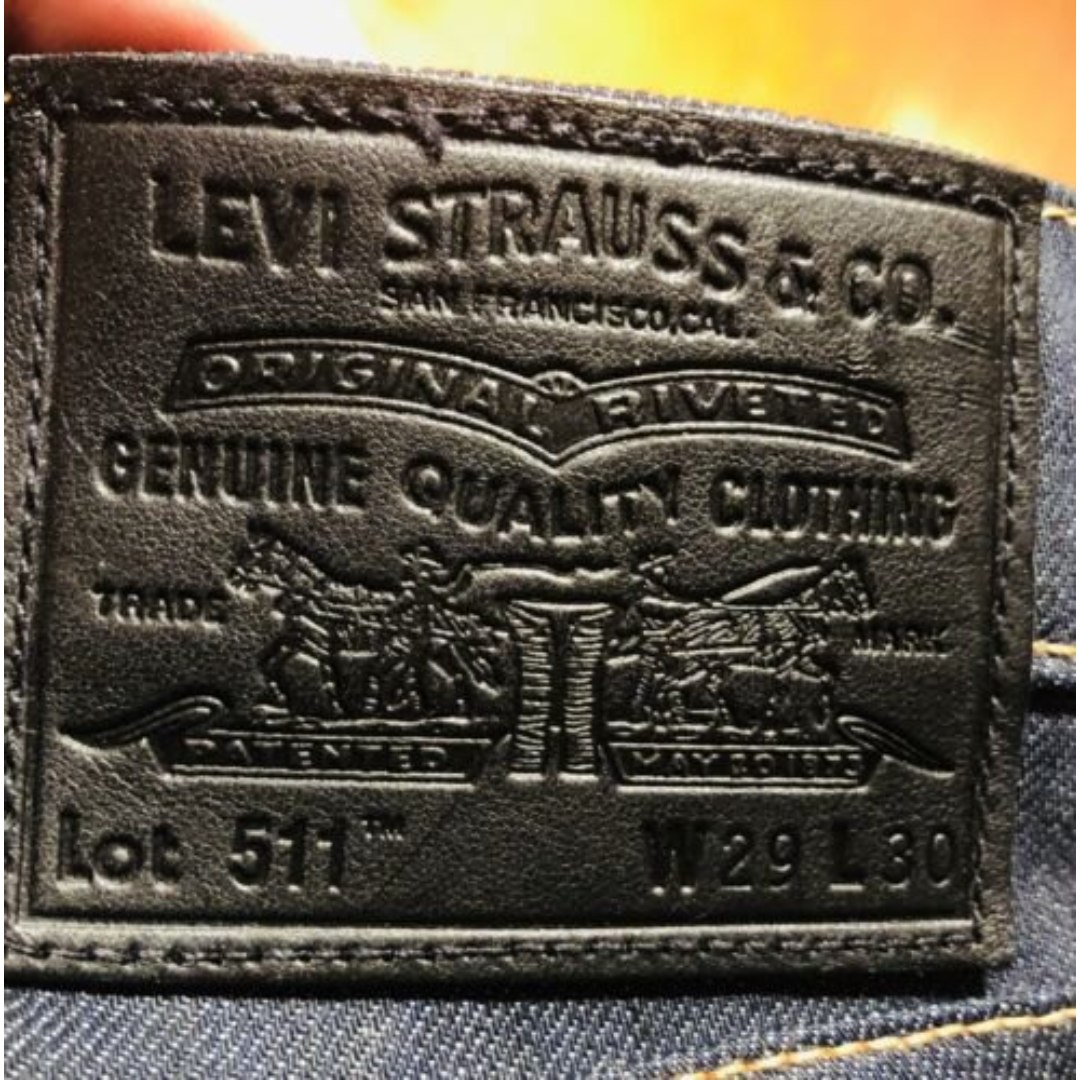 LEVI STRAUSS & CO.
SAN FRANCISCO, CAL.
ORIGINAL RIVETED
GENUINE QUALITY CLOTHING
TRADE MARK
PATENTED MAY 20 1873
Lot 511™ W29 L30